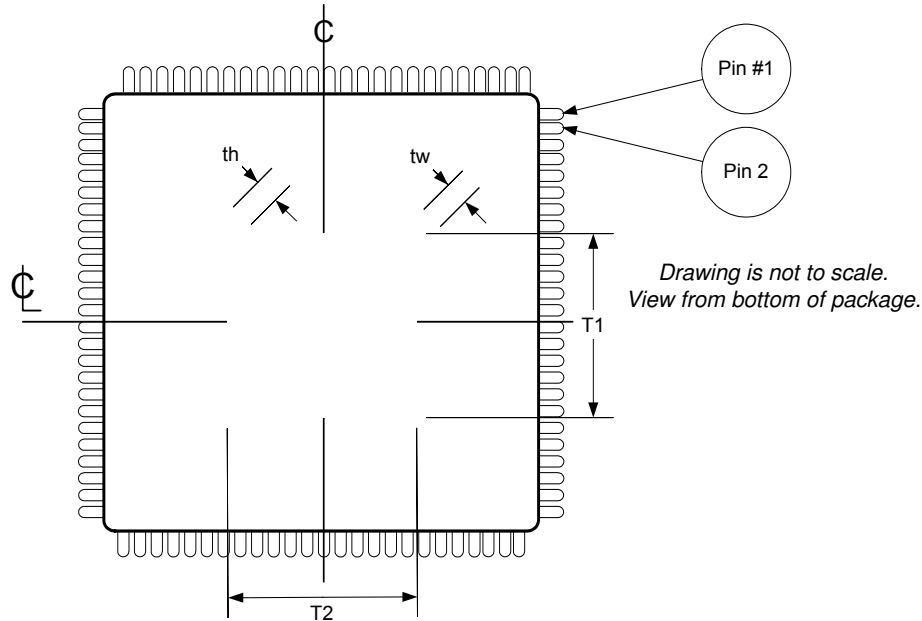 ℄
Pin #1
th
tw
Pin 2
Drawing is not to scale.
View from bottom of package.
℄
T1
T2